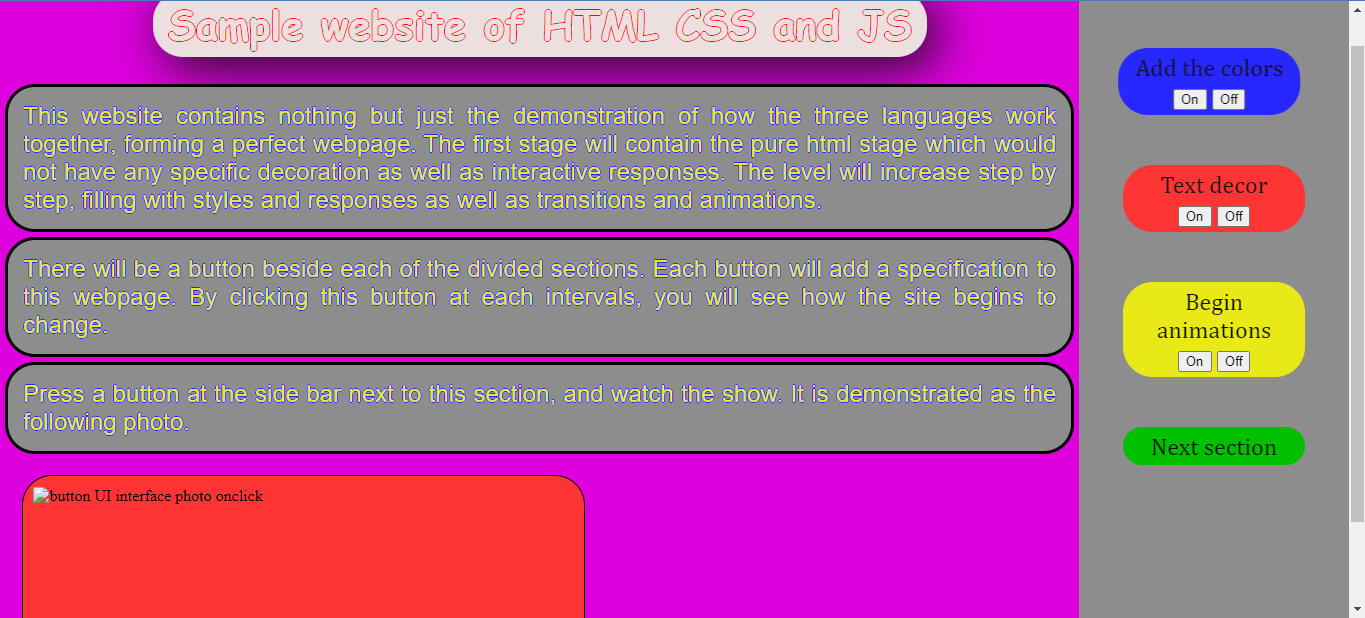 Sample website of HTML CSS and JS
This website contains nothing but just the demonstration of how the three languages work
together, forming a perfect webpage. The first stage will contain the pure html stage which would
not have any specific decoration as well as interactive responses. The level will increase step by
step, filling with styles and responses as well as transitions and animations.
There will be a button beside each of the divided sections. Each button will add a specification to
this webpage. By clicking this button at each intervals, you will see how the site begins to
change.
Press a button at the side bar next to this section, and watch the show. It is demonstrated as the
following photo.
button UI interface photo onclick
Add the colors
On Off
Text decor
On Off
Begin
animations
On Off
Next section